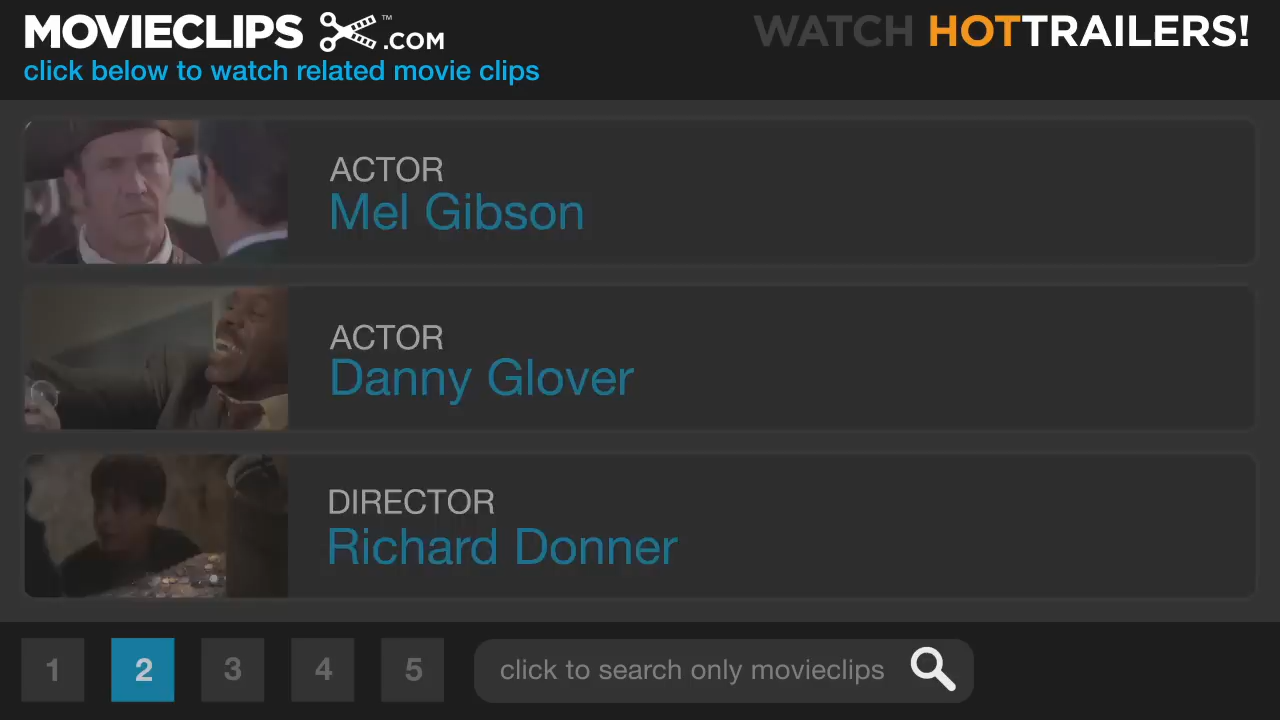 MOVIECLIPS ™ .COM
WATCH HOTTRAILERS!
click below to watch related movie clips
ACTOR
Mel Gibson
ACTOR
Danny Glover
DIRECTOR
Richard Donner
1 2 3 4 5
click to search only movieclips